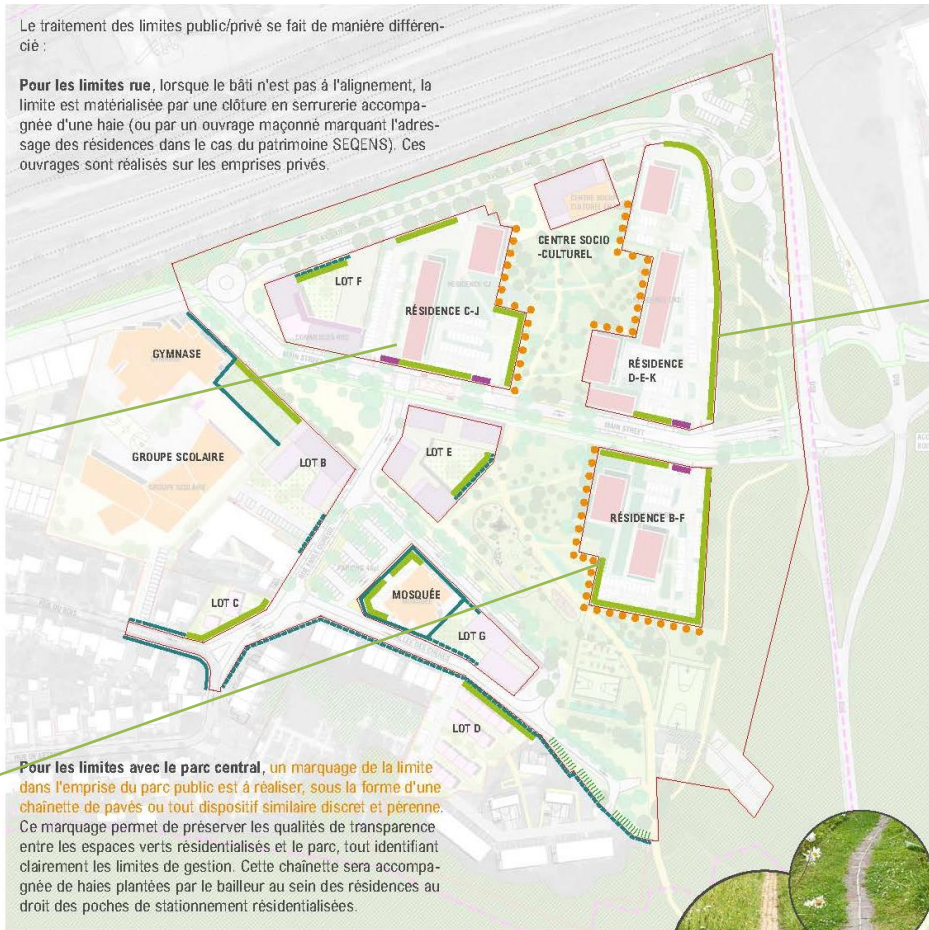 Le traitement des limites public/privé se fait de manière différen-
cié :
Pour les limites rue, lorsque le bâti n'est pas à l'alignement, la
limite est matérialisée par une clôture en serrurerie accompa-
gnée d'une haie (ou par un ouvrage maçonné marquant l'adres-
sage des résidences dans le cas du patrimoine SEQENS). Ces
ouvrages sont réalisés sur les emprises privés.
CENTRE SOCIO
CENTRE SOCIO
-CULTUREL
LOT F
RÉSIDENCE C-J
GYMNASE
RÉSIDENCE
D-E-K
MAIN STREET
MAIN STREET
GROUPE SCOLAIRE
GROUPE SCOLAIRE
LOT B
LOT E
RÉSIDENCE B-F
MOSQUÉE
LOT C
LOT G
LOT D
Pour les limites avec le parc central, un marquage de la limite
dans l'emprise du parc public est à réaliser, sous la forme d'une
chaînette de pavés ou tout dispositif similaire discret et pérenne.
Ce marquage permet de préserver les qualités de transparence
entre les espaces verts résidentialisés et le parc, tout identifiant
clairement les limites de gestion. Cette chaînette sera accompa-
gnée de haies plantées par le bailleur au sein des résidences au
droit des poches de stationnement résidentialisées.